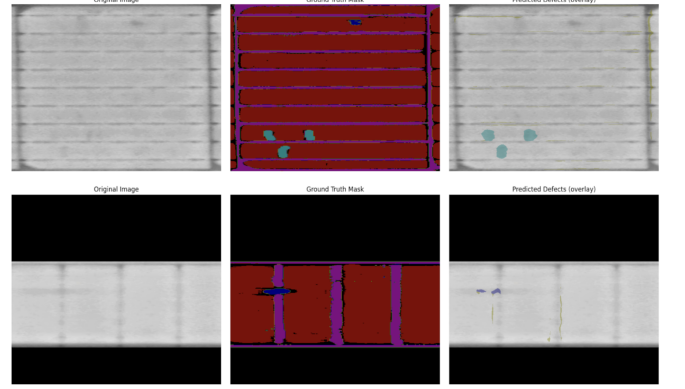 Original Image
Ground Truth Mask
Predicted Defects (overlay)
Original Image
Ground Truth Mask
Predicted Defects (overlay)